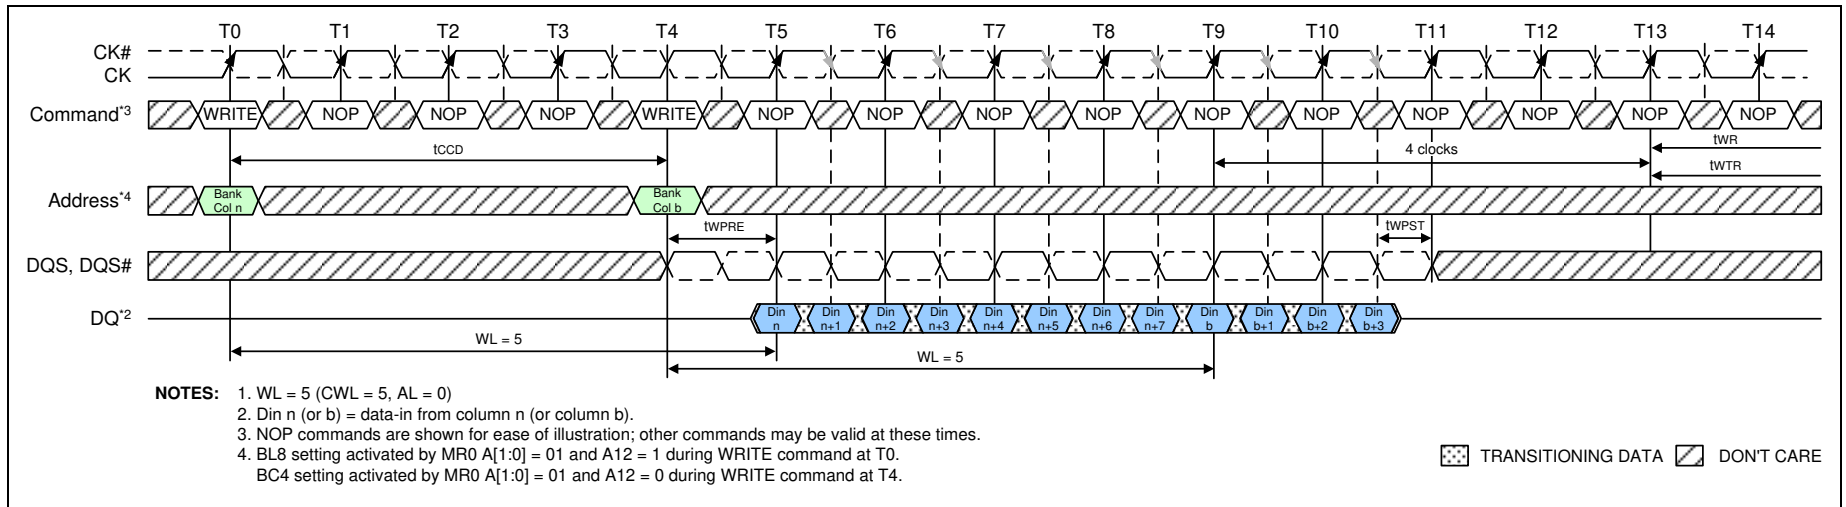 T0 T1 T2 T3 T4 T5 T6 T7 T8 T9 T10 T11 T12 T13 T14
CK#
CK
Command*3 WRITE NOP NOP NOP WRITE NOP NOP NOP NOP NOP NOP NOP NOP NOP NOP
tCCD 4 clocks tWR
tWTR
Address*4 Bank Col n Bank Col b
tWPRE tWPST
DQS, DQS#
DQ*2 Din n Din n+1 Din n+2 Din n+3 Din n+4 Din n+5 Din n+6 Din n+7 Din b Din b+1 Din b+2 Din b+3
WL = 5 WL = 5
NOTES: 1. WL = 5 (CWL = 5, AL = 0)
2. Din n (or b) = data-in from column n (or column b).
3. NOP commands are shown for ease of illustration; other commands may be valid at these times.
4. BL8 setting activated by MR0 A[1:0] = 01 and A12 = 1 during WRITE command at T0.
BC4 setting activated by MR0 A[1:0] = 01 and A12 = 0 during WRITE command at T4.
TRANSITIONING DATA DON'T CARE